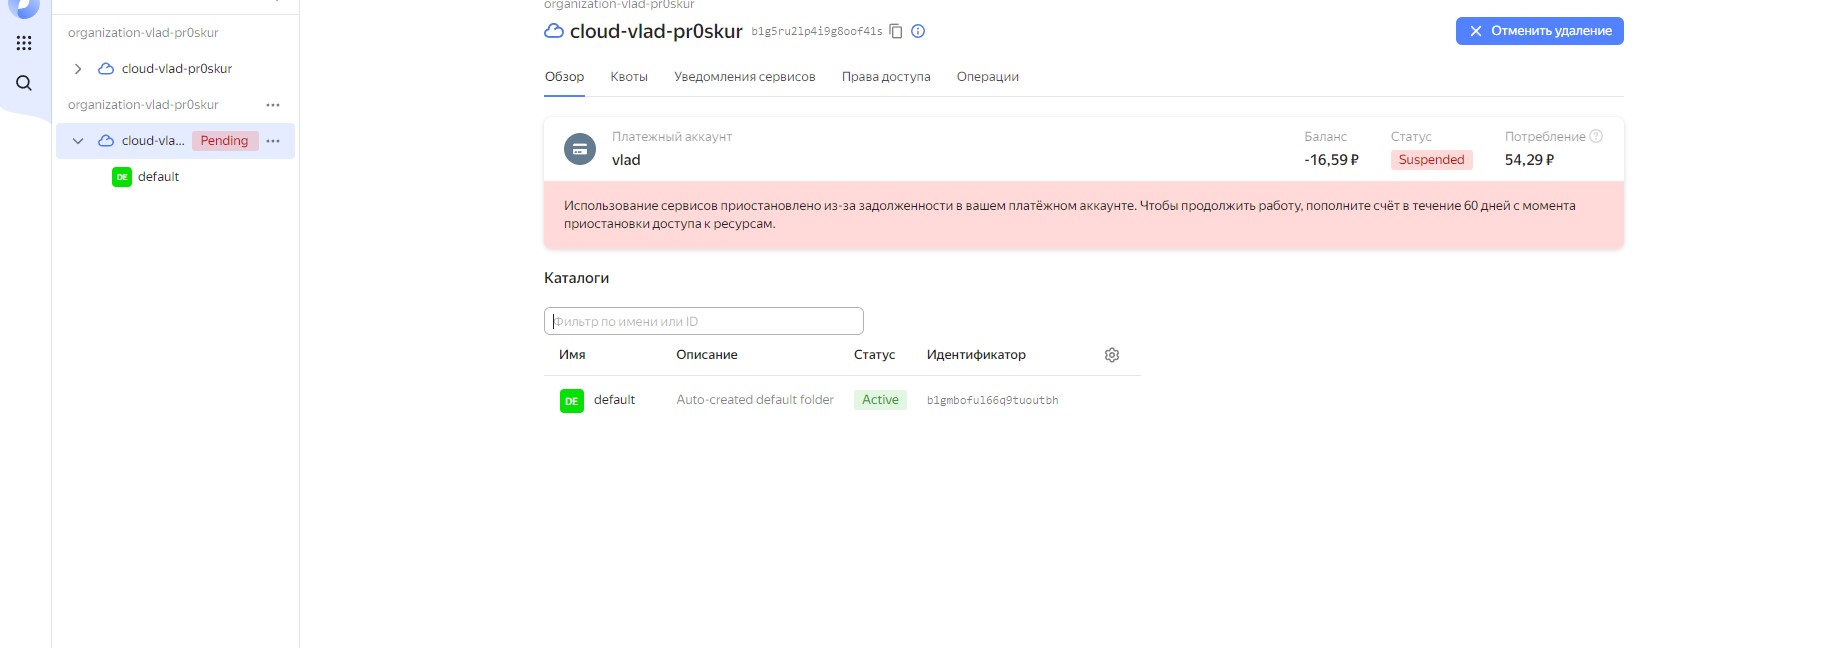 organization-vlad-pr0skur
cloud-vlad-pr0skur
organization-vlad-pr0skur
cloud-vla... Pending
DE default
organization-vlad-pr0skur
cloud-vlad-pr0skur b1g5ru2lp4i9g8oof41s
Отменить удаление
Обзор Квоты Уведомления сервисов Права доступа Операции
Платежный аккаунт Баланс Статус Потребление
vlad -16,59 ₽ Suspended 54,29 ₽
Использование сервисов приостановлено из-за задолженности в вашем платёжном аккаунте. Чтобы продолжить работу, пополните счёт в течение 60 дней с момента
приостановки доступа к ресурсам.
Каталоги
Фильтр по имени или ID
Имя Описание Статус Идентификатор
DE default Auto-created default folder Active b1gmboful66q9tuoutbh